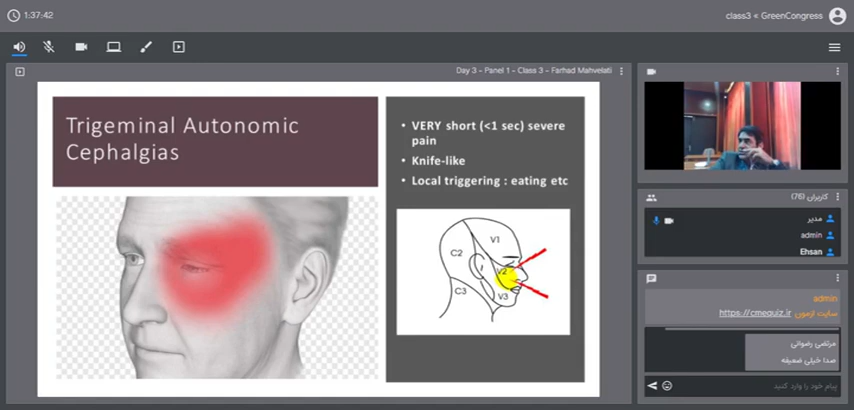 1:37:42
class3 < GreenCongress
Day 3 - Panel 1 - Class 3 - Farhad Mahvelati
Trigeminal Autonomic
Cephalgias
• VERY short (<1 sec) severe
pain
• Knife-like
• Local triggering : eating etc
V1
C2
V2
C3
V3
کاربران (76)
مدیر
admin
Ehsan
admin
سایت ازمون https://cmequiz.ir
مرتضی رضوانی
صدا خیلی ضعیفه
پیام خود را وارد کنید